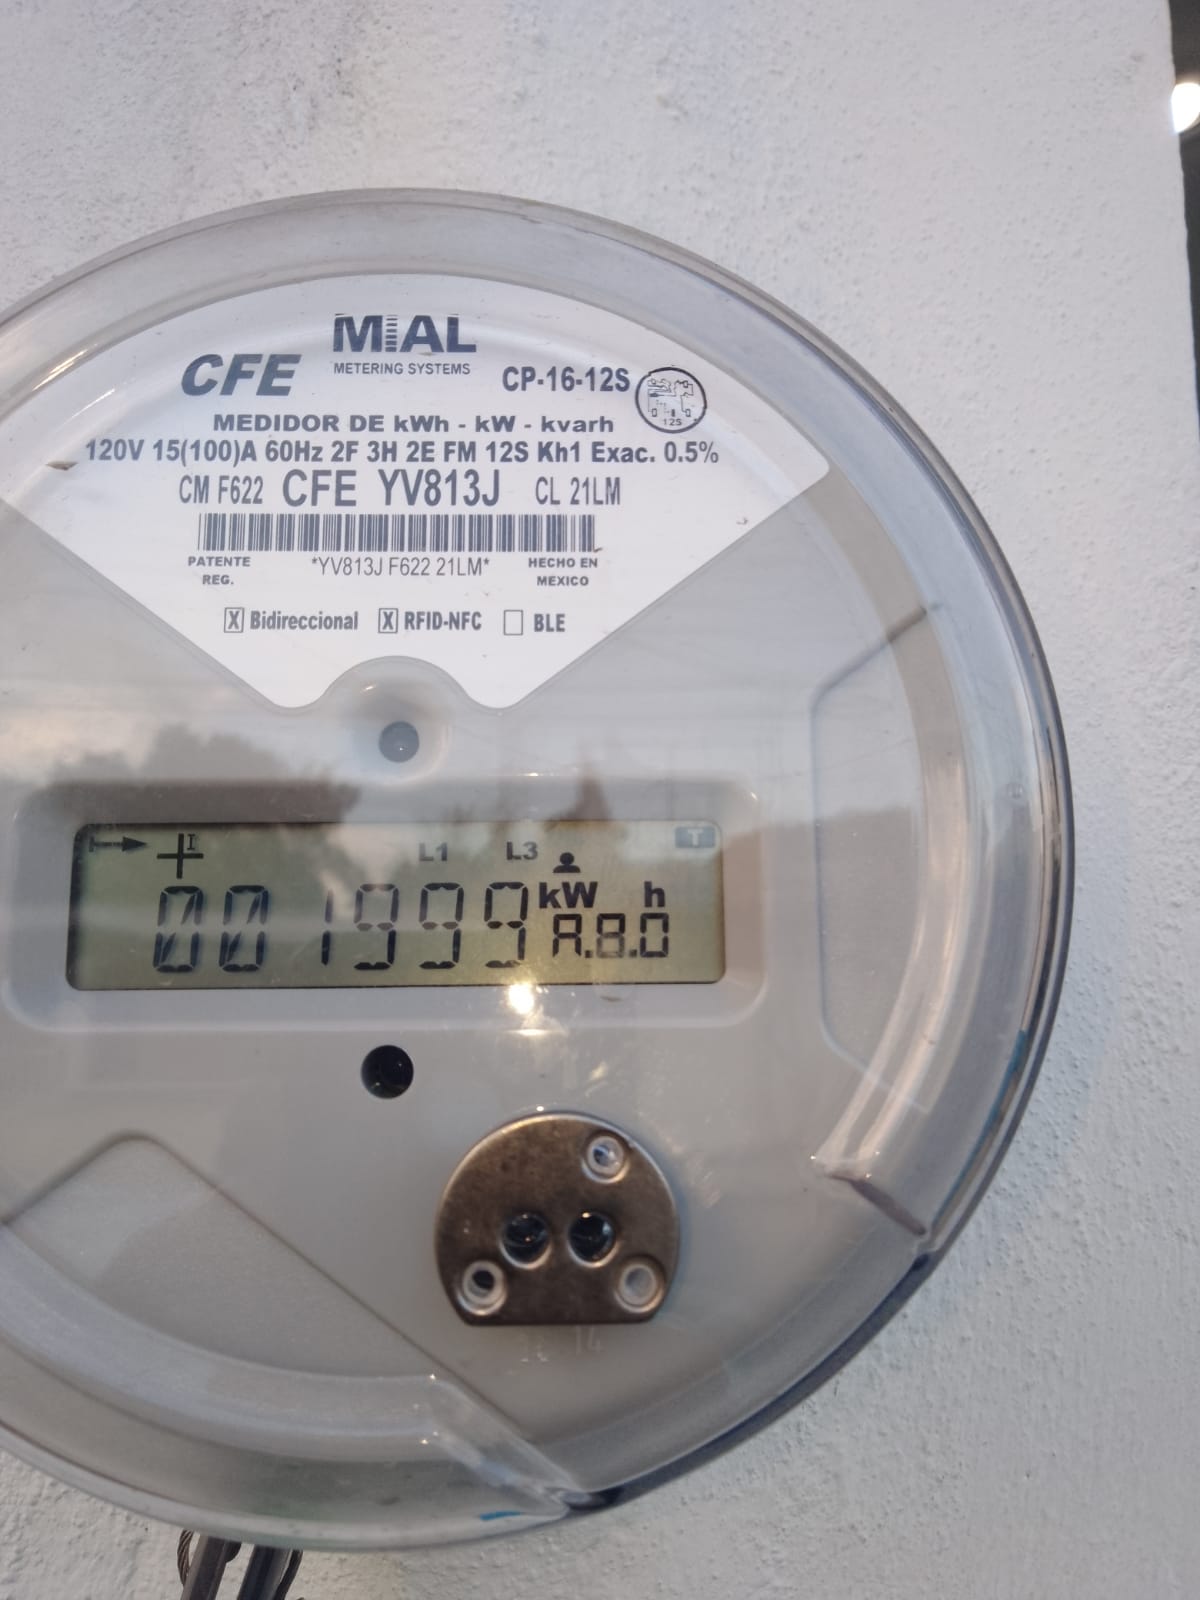 MIAL
METERING SYSTEMS
CFE
CP-16-12S
12S
MEDIDOR DE kWh - kW - kvarh
120V 15(100)A 60Hz 2F 3H 2E FM 12S Kh1 Exac. 0.5%
CM F622 CFE YV813J CL 21LM
PATENTE REG.
*YV813J F622 21LM*
HECHO EN MEXICO
X Bidireccional X RFID-NFC BLE
L1 L3 T
001999 kW h
A.8.0
14